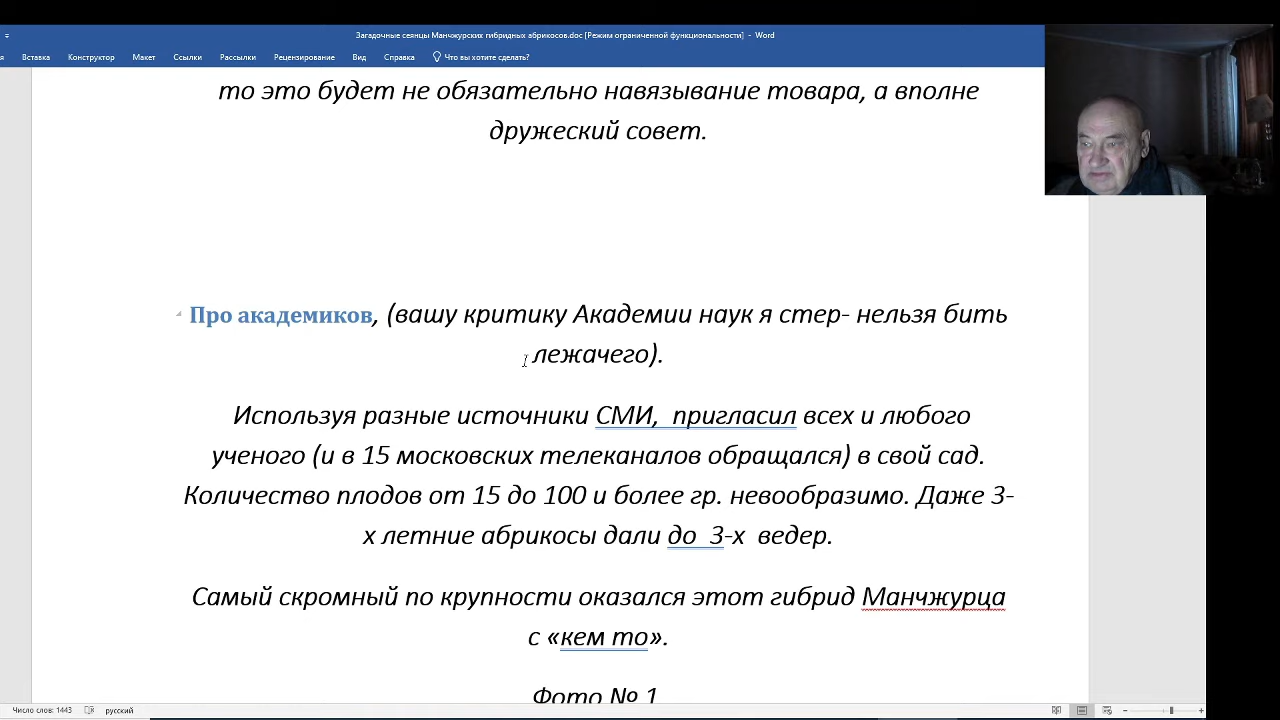 Загадочные сеянцы Манчжурских гибридных абрикосов.doc [Режим ограниченной функциональности] - Word
Вставка Конструктор Макет Ссылки Рассылки Рецензирование Вид Справка Что вы хотите сделать?
то это будет не обязательно навязывание товара, а вполне
дружеский совет.
Про академиков, (вашу критику Академии наук я стер- нельзя бить
лежачего).
Используя разные источники СМИ, пригласил всех и любого
ученого (и в 15 московских телеканалов обращался) в свой сад.
Количество плодов от 15 до 100 и более гр. невообразимо. Даже 3-
х летние абрикосы дали до 3-х ведер.
Самый скромный по крупности оказался этот гибрид Манчжурца
с «кем то».
Фото № 1
Число слов: 1443 русский